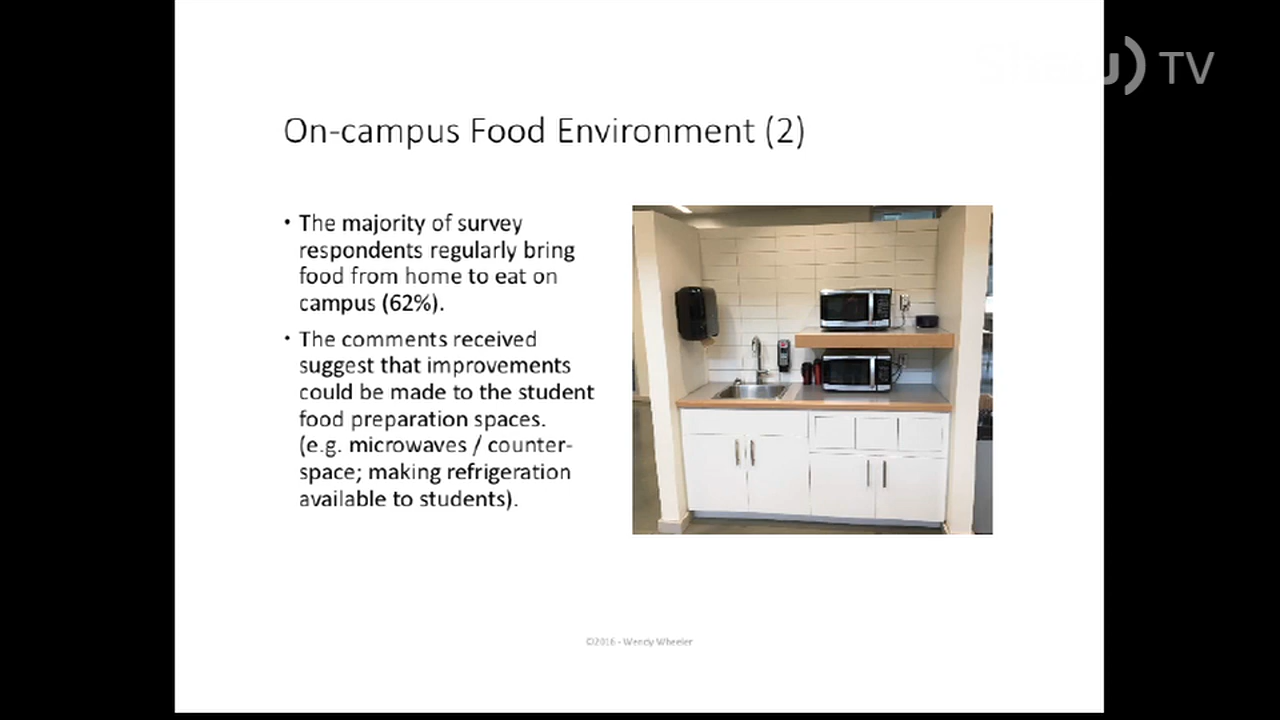 Shaw) TV
On-campus Food Environment (2)
• The majority of survey
respondents regularly bring
food from home to eat on
campus (62%).
• The comments received
suggest that improvements
could be made to the student
food preparation spaces.
(e.g. microwaves / counter-
space; making refrigeration
available to students).
©2016 - Wendy Wheeler